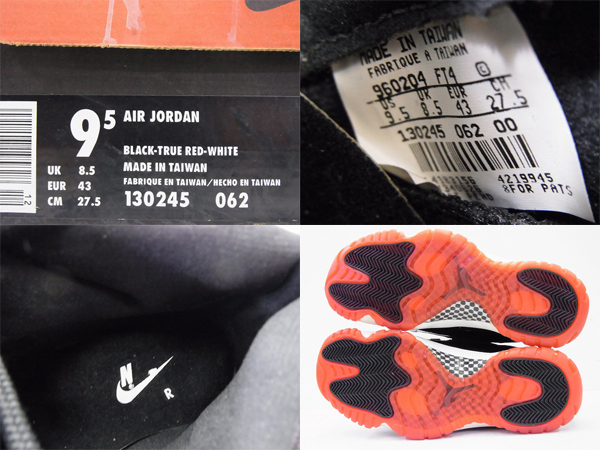 9 5 AIR JORDAN
BLACK-TRUE RED-WHITE
UK 8.5 MADE IN TAIWAN
EUR 43 FABRIQUE EN TAIWAN/HECHO EN TAIWAN
CM 27.5 130245 062
12
MADE IN TAIWAN
FABRIQUE A TAIWAN
960204 FT4 C
US UK EUR CM
9.5 8.5 43 27.5
130245 062 00
4219945
%FOR PATS
N
R